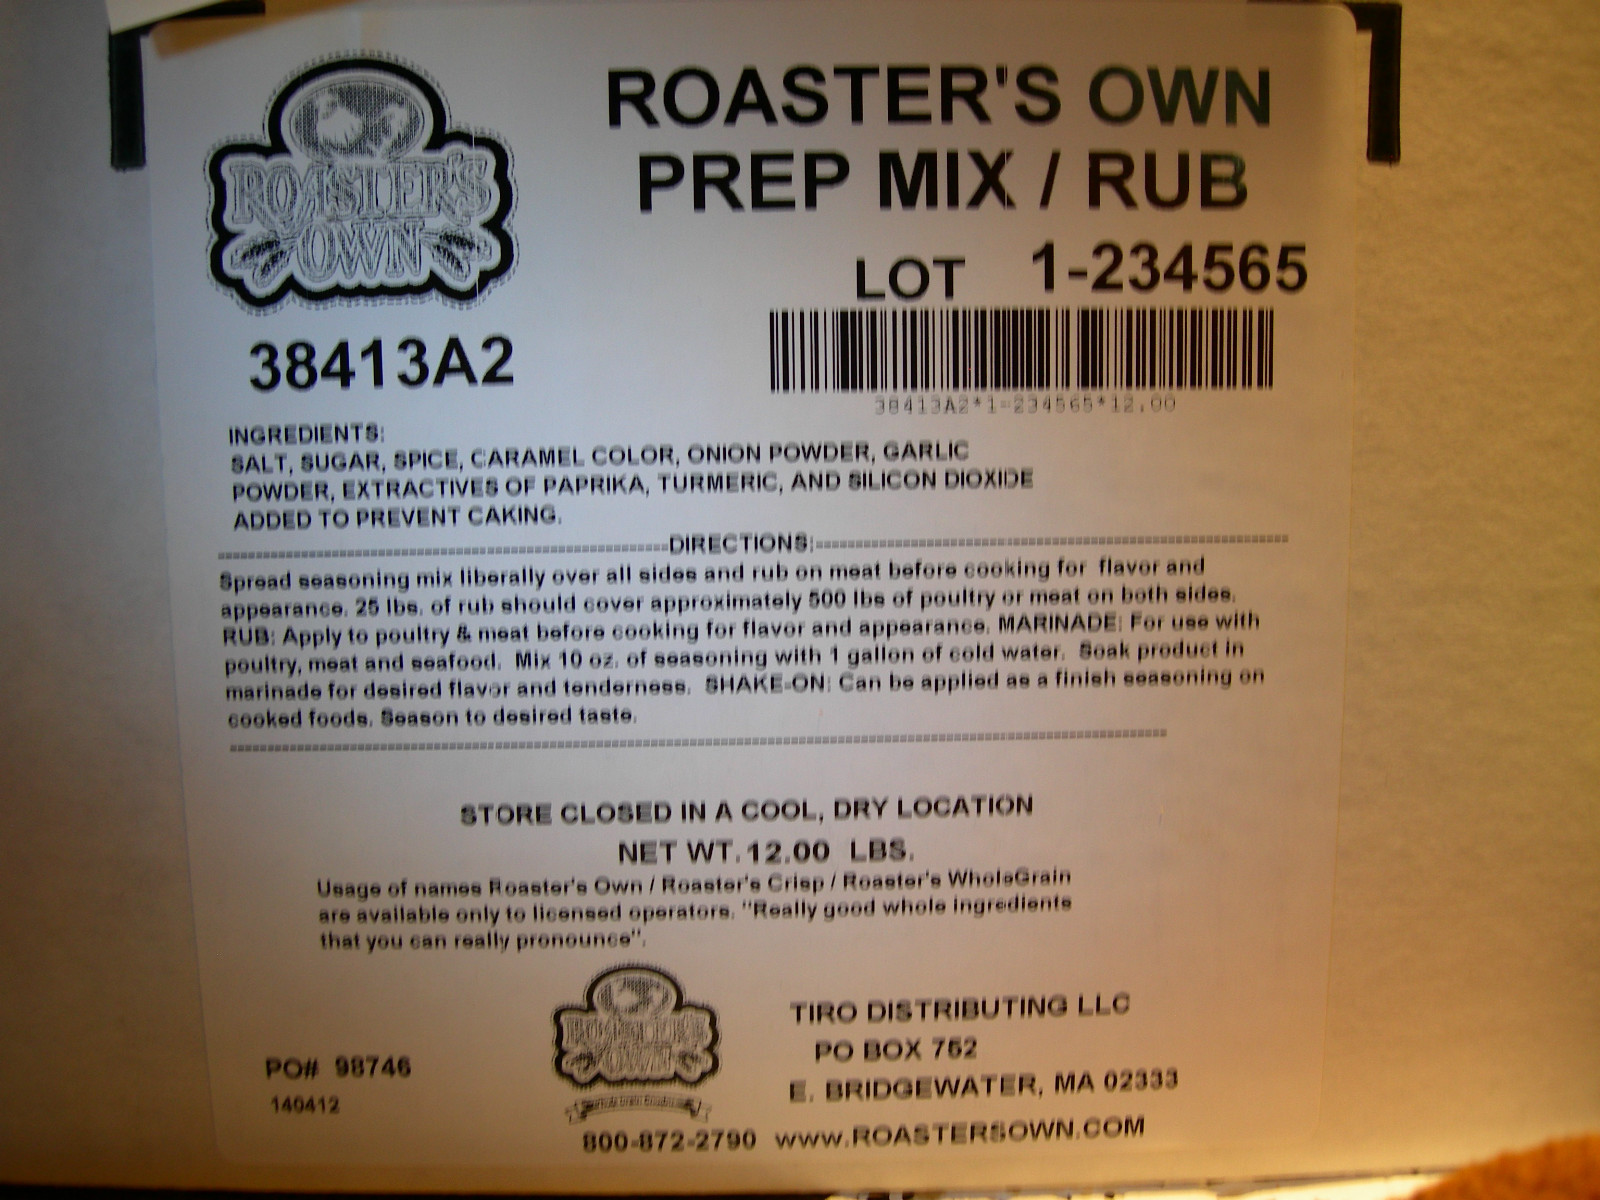 ROASTER'S OWN
PREP MIX / RUB
ROASTER'S
OWN
LOT 1-234565
38413A2
38413A2*1-234565*12.00
INGREDIENTS:
SALT, SUGAR, SPICE, CARAMEL COLOR, ONION POWDER, GARLIC
POWDER, EXTRACTIVES OF PAPRIKA, TURMERIC, AND SILICON DIOXIDE
ADDED TO PREVENT CAKING.
DIRECTIONS:
Spread seasoning mix liberally over all sides and rub on meat before cooking for flavor and
appearance. 25 lbs. of rub should cover approximately 500 lbs of poultry or meat on both sides.
RUB: Apply to poultry & meat before cooking for flavor and appearance. MARINADE: For use with
poultry, meat and seafood. Mix 10 oz. of seasoning with 1 gallon of cold water. Soak product in
marinade for desired flavor and tenderness. SHAKE-ON: Can be applied as a finish seasoning on
cooked foods. Season to desired taste.
STORE CLOSED IN A COOL, DRY LOCATION
NET WT. 12.00 LBS.
Usage of names Roaster's Own / Roaster's Crisp / Roaster's WholeGrain
are available only to licensed operators. "Really good whole ingredients
that you can really pronounce".
ROASTER'S
OWN
TIRO DISTRIBUTING LLC
PO BOX 752
E. BRIDGEWATER, MA 02333
PO# 98746
140412
800-872-2790 www.ROASTERSOWN.COM